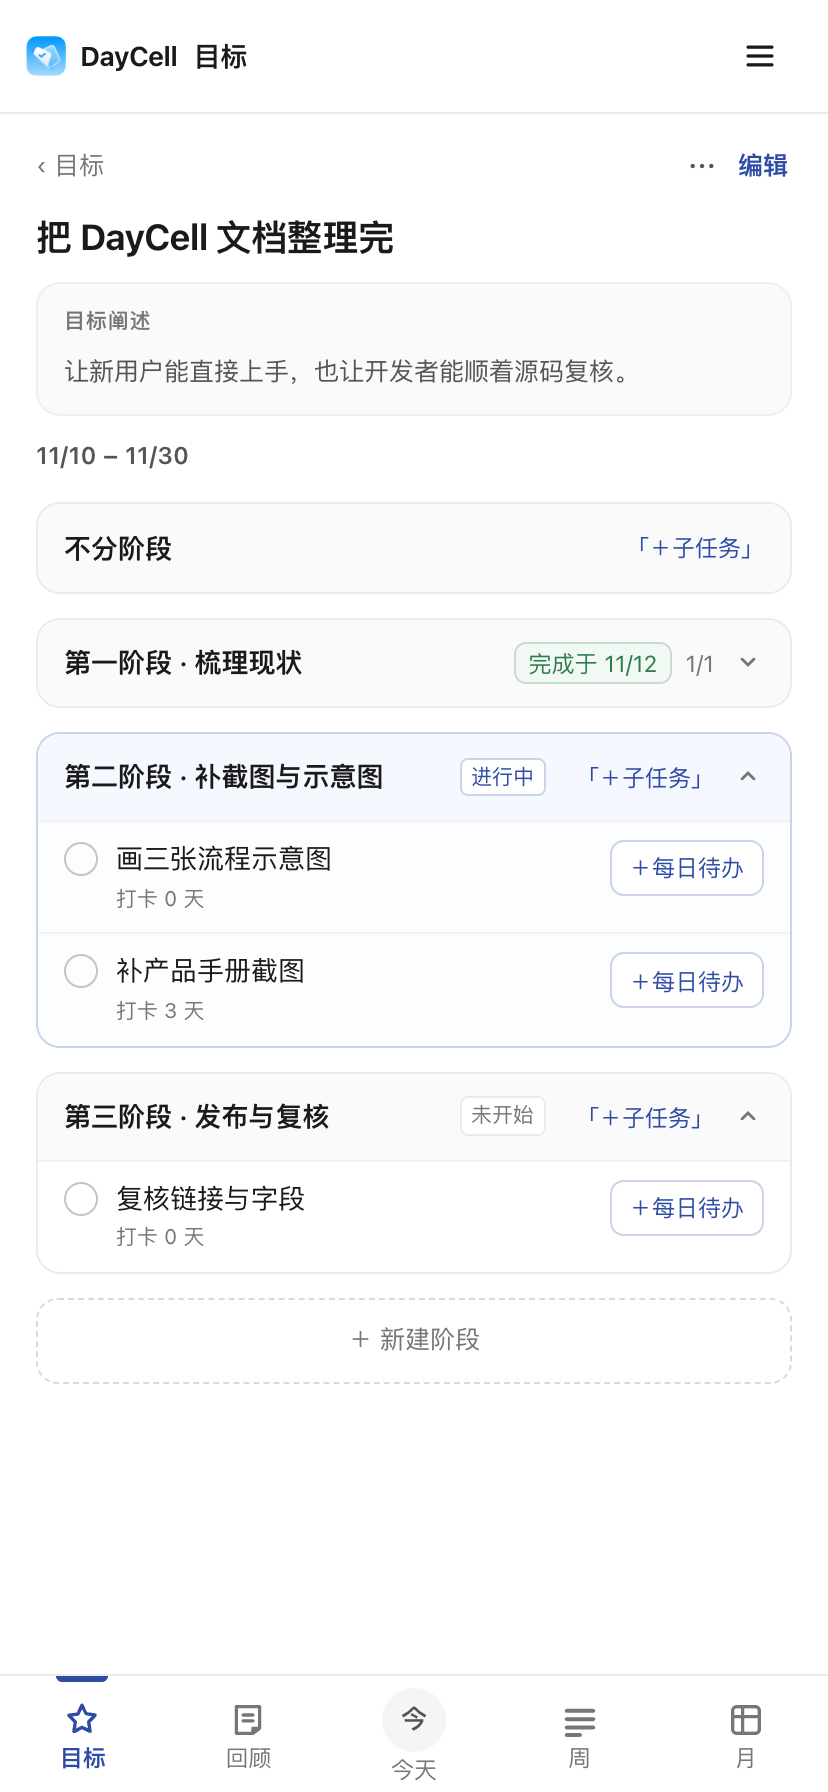 DayCell 目标
‹ 目标 ··· 编辑
把 DayCell 文档整理完
目标阐述
让新用户能直接上手，也让开发者能顺着源码复核。
11/10 – 11/30
不分阶段 「＋子任务」
第一阶段 · 梳理现状 完成于 11/12 1/1
第二阶段 · 补截图与示意图 进行中 「＋子任务」
画三张流程示意图 ＋每日待办
打卡 0 天
补产品手册截图 ＋每日待办
打卡 3 天
第三阶段 · 发布与复核 未开始 「＋子任务」
复核链接与字段 ＋每日待办
打卡 0 天
＋ 新建阶段
今
目标 回顾 今天 周 月